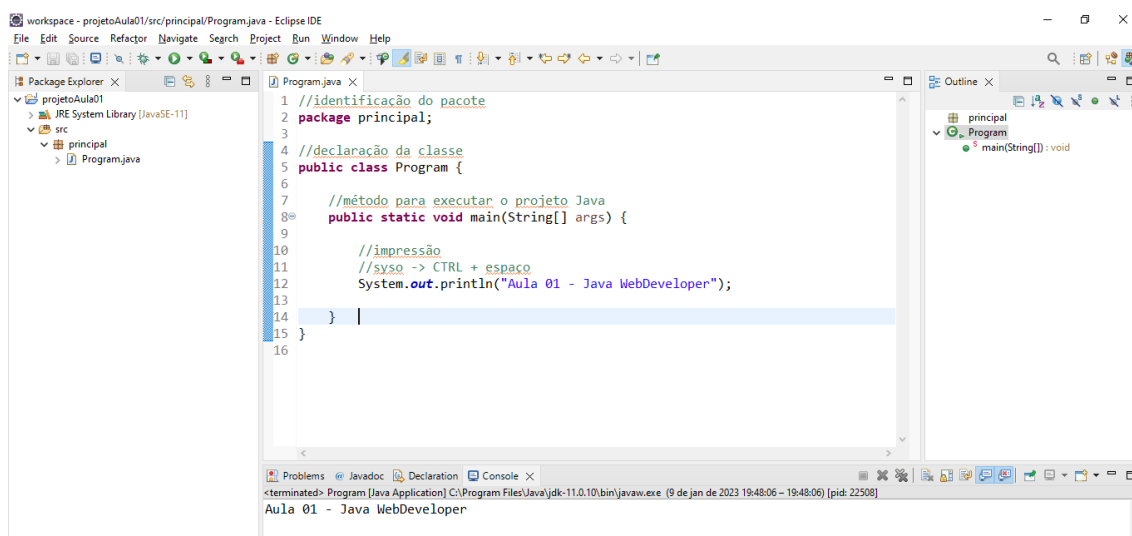 workspace - projetoAula01/src/principal/Program.java - Eclipse IDE
File Edit Source Refactor Navigate Search Project Run Window Help
Package Explorer
projetoAula01
JRE System Library [JavaSE-11]
src
principal
Program.java
Program.java
1 //identificação do pacote
2 package principal;
3
4 //declaração da classe
5 public class Program {
6
7 //método para executar o projeto Java
8 public static void main(String[] args) {
9
10 //impressão
11 //syso -> CTRL + espaço
12 System.out.println("Aula 01 - Java WebDeveloper");
13
14 }
15 }
16
Outline
principal
Program
main(String[]) : void
Problems @ Javadoc Declaration Console
<terminated> Program [Java Application] C:\Program Files\Java\jdk-11.0.10\bin\javaw.exe (9 de jan de 2023 19:48:06 – 19:48:06) [pid: 22508]
Aula 01 - Java WebDeveloper